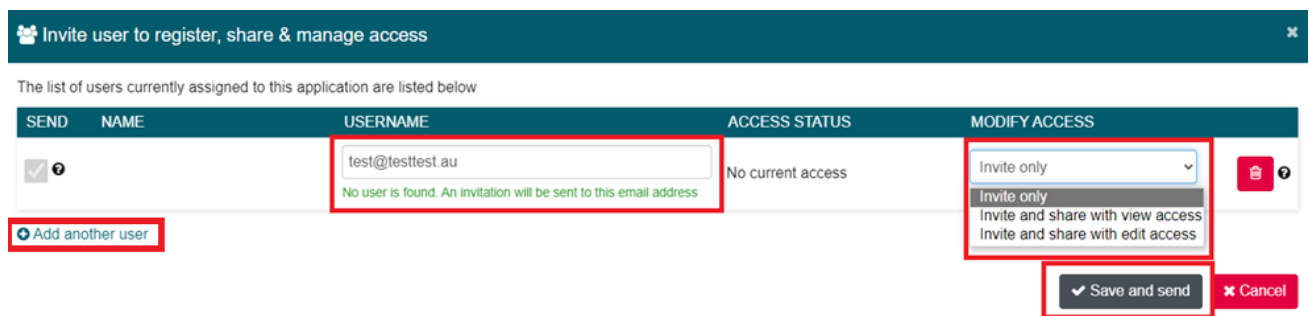 Invite user to register, share & manage access
The list of users currently assigned to this application are listed below
SEND NAME USERNAME ACCESS STATUS MODIFY ACCESS
test@testtest.au
No user is found. An invitation will be sent to this email address
No current access
Invite only
Invite only
Invite and share with view access
Invite and share with edit access
Add another user
Save and send
Cancel